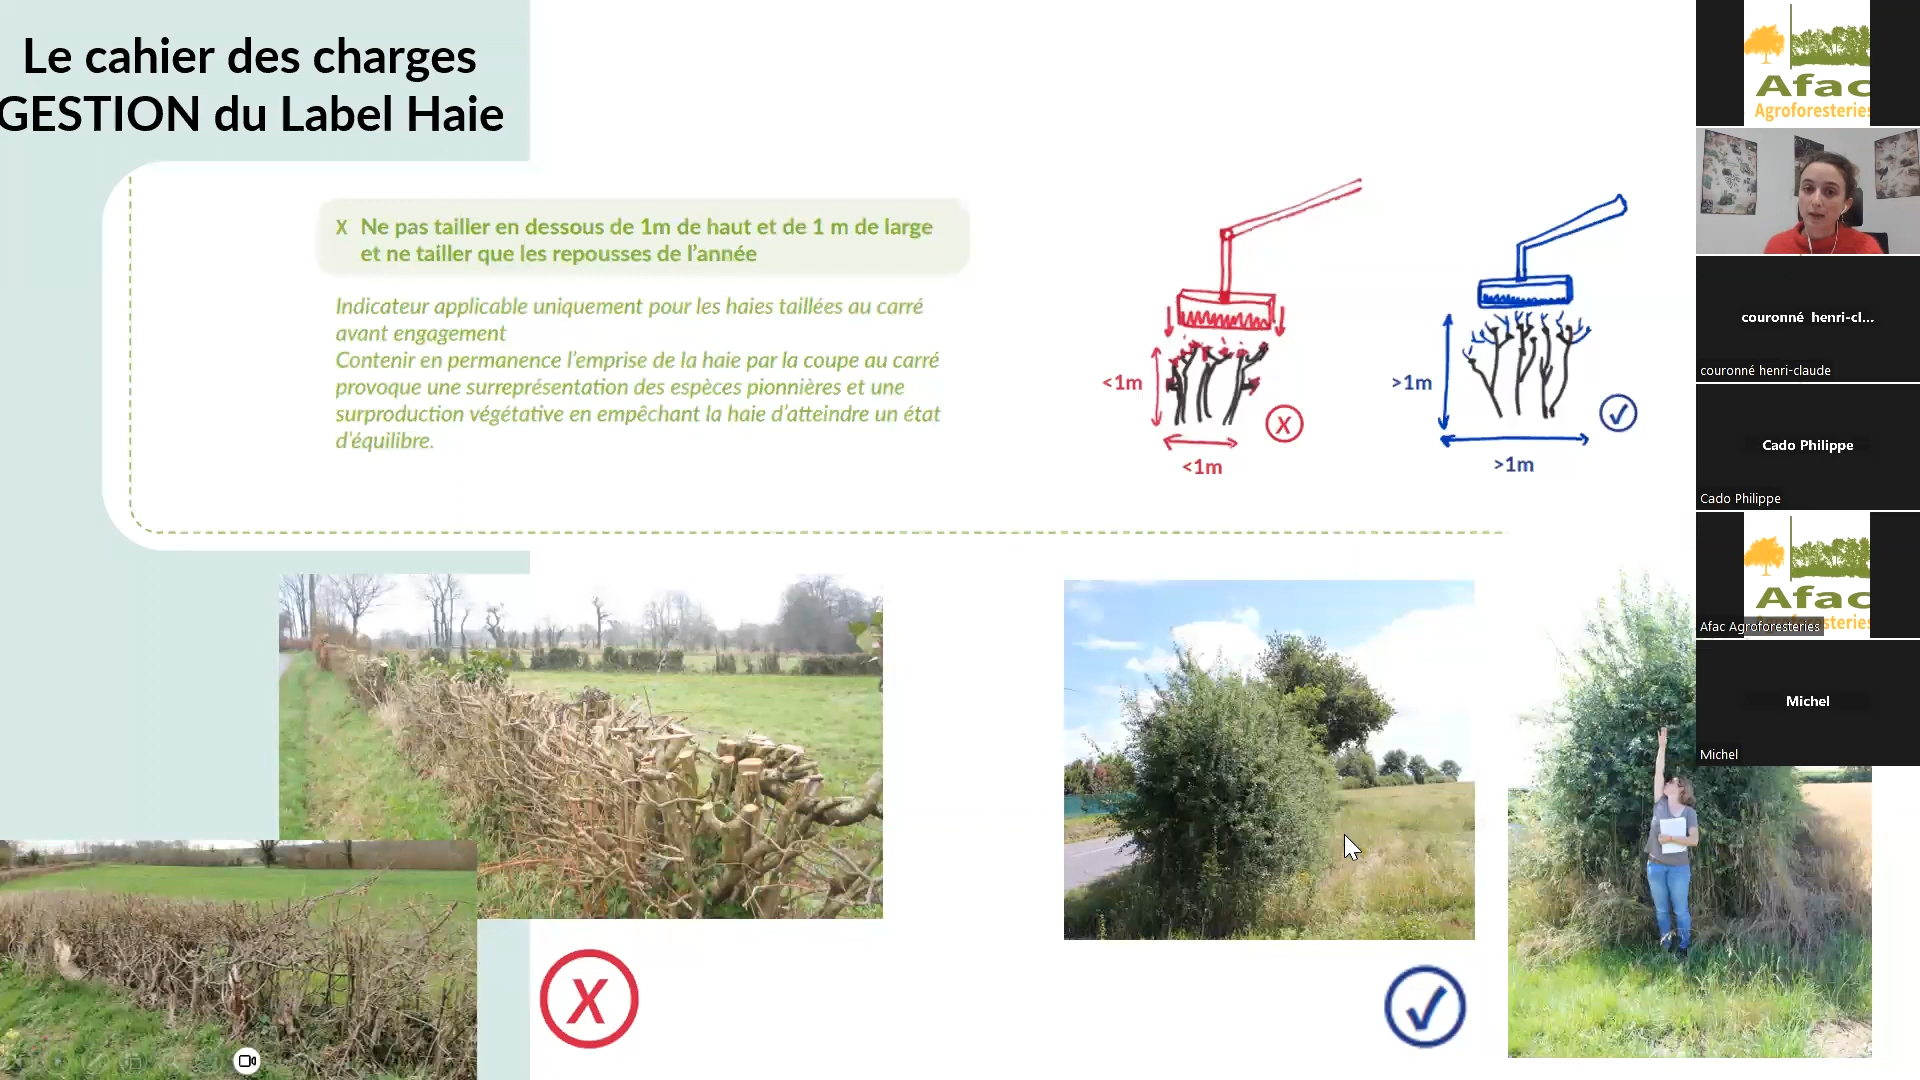 Le cahier des charges
GESTION du Label Haie
X Ne pas tailler en dessous de 1m de haut et de 1 m de large
et ne tailler que les repousses de l'année
Indicateur applicable uniquement pour les haies taillées au carré
avant engagement
Contenir en permanence l'emprise de la haie par la coupe au carré
provoque une surreprésentation des espèces pionnières et une
surproduction végétative en empêchant la haie d'atteindre un état
d'équilibre.
<1m
X
<1m
>1m
>1m
X
Afac
Agroforesteries
couronné henri-cl...
couronné henri-claude
Cado Philippe
Cado Philippe
Afac
steries
Afac Agroforesteries
Michel
Michel